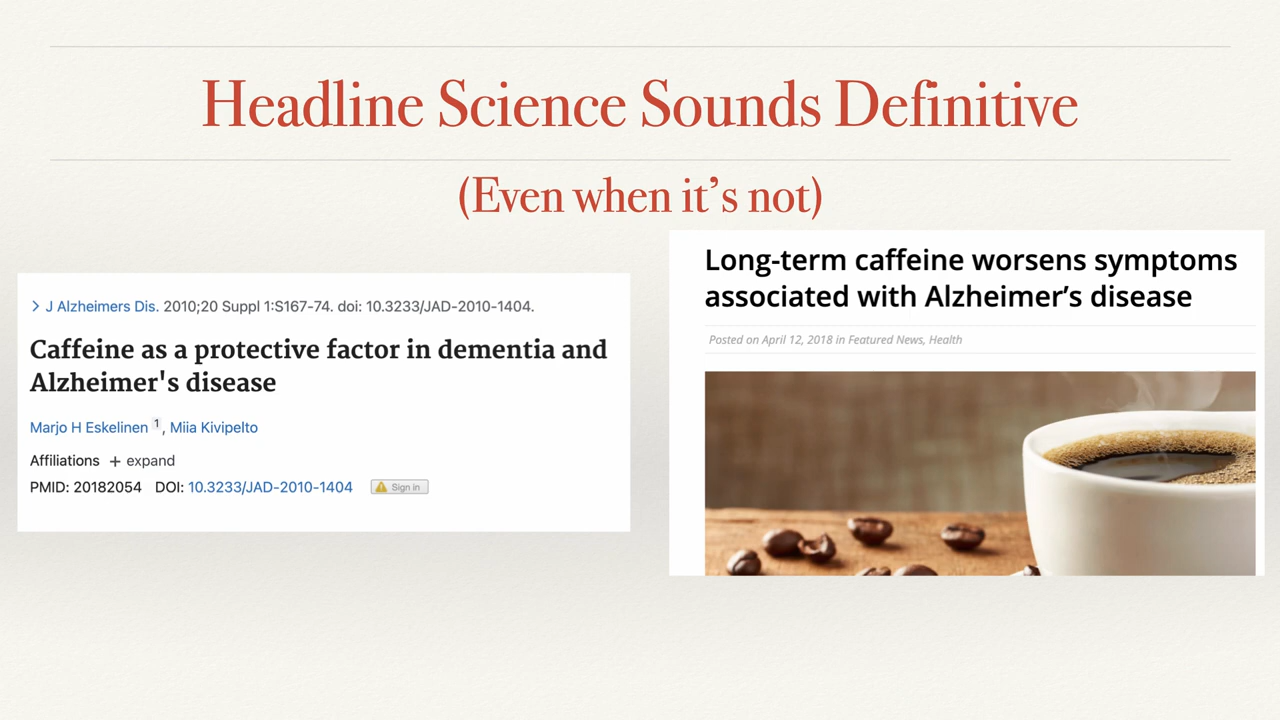 Headline Science Sounds Definitive
(Even when it’s not)
> J Alzheimers Dis. 2010;20 Suppl 1:S167-74. doi: 10.3233/JAD-2010-1404.
Caffeine as a protective factor in dementia and
Alzheimer's disease
Marjo H Eskelinen 1, Miia Kivipelto
Affiliations + expand
PMID: 20182054 DOI: 10.3233/JAD-2010-1404 Sign in
Long-term caffeine worsens symptoms
associated with Alzheimer’s disease
Posted on April 12, 2018 in Featured News, Health